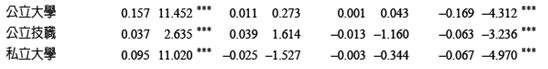 公立大學 0.157 11.452 *** 0.011 0.273 0.001 0.043 –0.169 –4.312 ***
公立技職 0.037 2.635 *** 0.039 1.614 –0.013 –1.160 –0.063 –3.236 ***
私立大學 0.095 11.020 *** –0.025 –1.527 –0.003 –0.344 –0.067 –4.970 ***